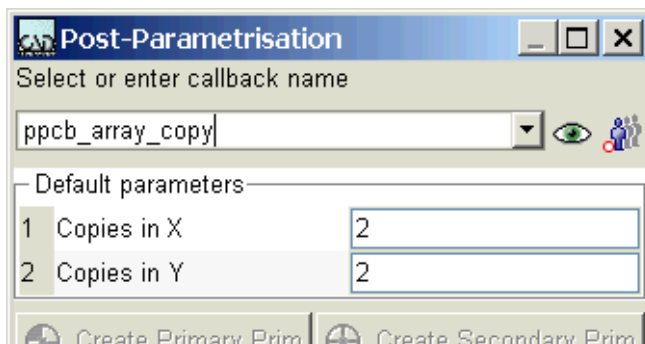 CAD Post-Parametrisation
Select or enter callback name
ppcb_array_copy
Default parameters
1 Copies in X 2
2 Copies in Y 2
Create Primary Prim Create Secondary Prim